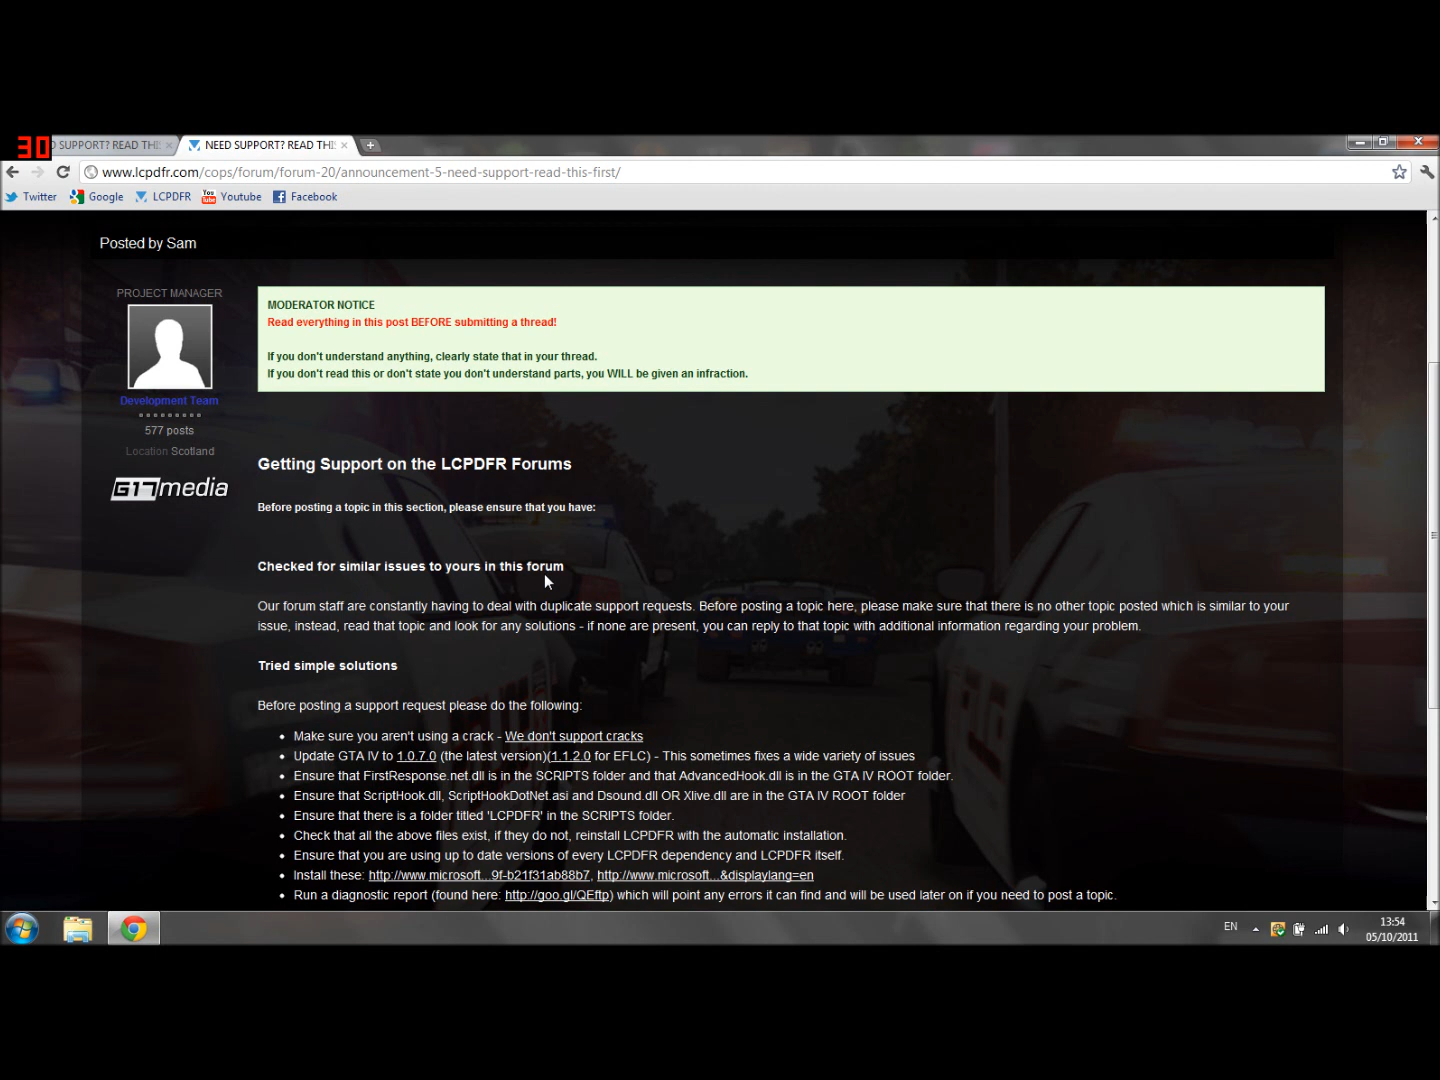 30
D SUPPORT? READ THI
NEED SUPPORT? READ THI
www.lcpdfr.com/cops/forum/forum-20/announcement-5-need-support-read-this-first/
Twitter Google LCPDFR You Tube Youtube Facebook
Posted by Sam
PROJECT MANAGER
Development Team
577 posts
Location Scotland
G17media
MODERATOR NOTICE
Read everything in this post BEFORE submitting a thread!
If you don't understand anything, clearly state that in your thread.
If you don't read this or don't state you don't understand parts, you WILL be given an infraction.
Getting Support on the LCPDFR Forums
Before posting a topic in this section, please ensure that you have:
Checked for similar issues to yours in this forum
Our forum staff are constantly having to deal with duplicate support requests. Before posting a topic here, please make sure that there is no other topic posted which is similar to your
issue, instead, read that topic and look for any solutions - if none are present, you can reply to that topic with additional information regarding your problem.
Tried simple solutions
Before posting a support request please do the following:
• Make sure you aren't using a crack - We don't support cracks
• Update GTA IV to 1.0.7.0 (the latest version)(1.1.2.0 for EFLC) - This sometimes fixes a wide variety of issues
• Ensure that FirstResponse.net.dll is in the SCRIPTS folder and that AdvancedHook.dll is in the GTA IV ROOT folder.
• Ensure that ScriptHook.dll, ScriptHookDotNet.asi and Dsound.dll OR Xlive.dll are in the GTA IV ROOT folder
• Ensure that there is a folder titled 'LCPDFR' in the SCRIPTS folder.
• Check that all the above files exist, if they do not, reinstall LCPDFR with the automatic installation.
• Ensure that you are using up to date versions of every LCPDFR dependency and LCPDFR itself.
• Install these: http://www.microsoft...9f-b21f31ab88b7, http://www.microsoft...&displaylang=en
• Run a diagnostic report (found here: http://goo.gl/QEftp) which will point any errors it can find and will be used later on if you need to post a topic.
EN
13:54
05/10/2011